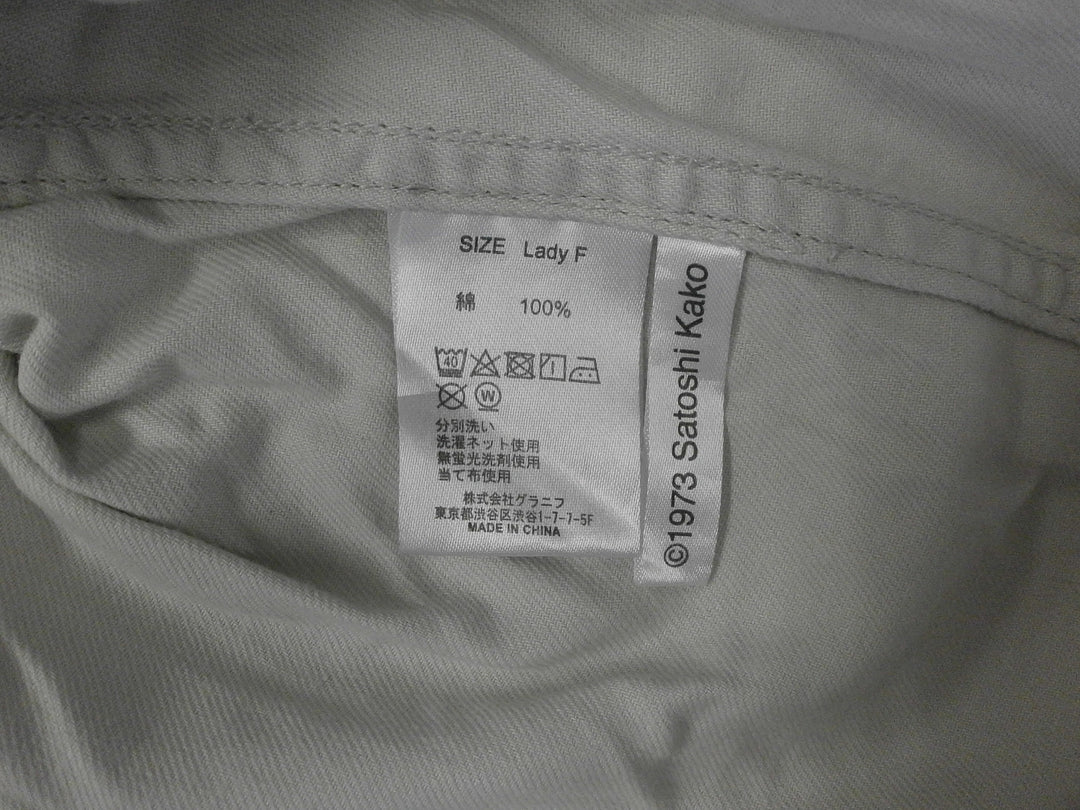 SIZE Lady F
綿 100%
40
W
分別洗い
洗濯ネット使用
無蛍光洗剤使用
当て布使用
株式会社グラニフ
東京都渋谷区渋谷1-7-7-5F
MADE IN CHINA
©1973 Satoshi Kako